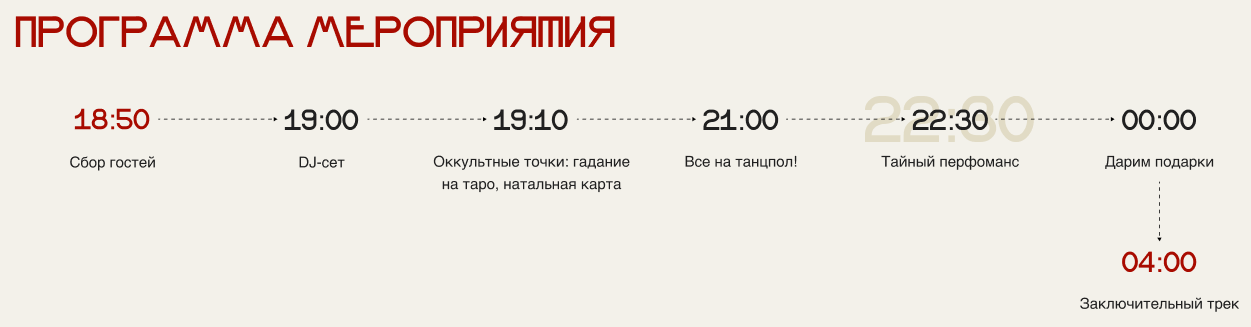 ПРОГРАММА МЕРОПРИЯТИЯ
18:50
Сбор гостей
19:00
DJ-сет
19:10
Оккультные точки: гадание
на таро, натальная карта
21:00
Все на танцпол!
22:30
22:30
Тайный перфоманс
00:00
Дарим подарки
04:00
Заключительный трек